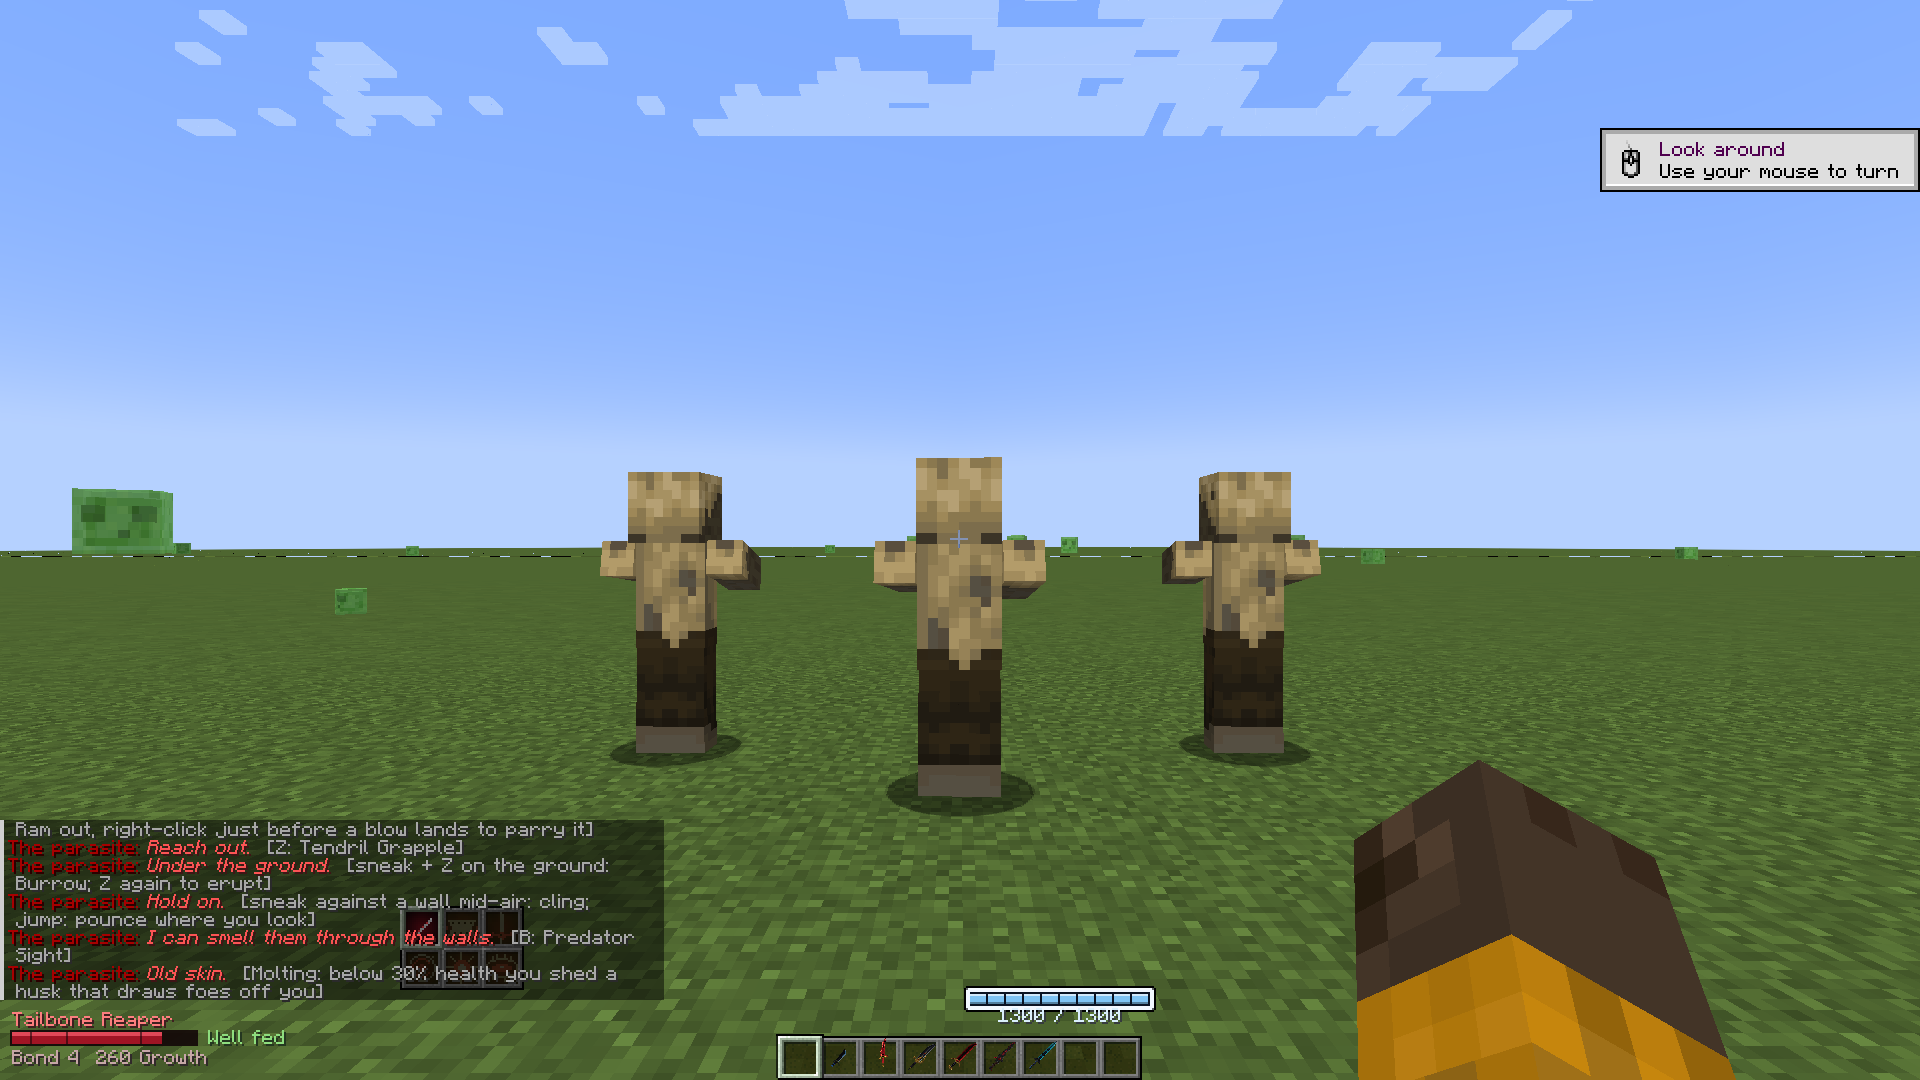 Look around
Use your mouse to turn
Ram out, right-click just before a blow lands to parry it]
The parasite: Reach out. [Z: Tendril Grapple]
The parasite: Under the ground. [sneak + Z on the ground:
Burrow; Z again to erupt]
The parasite: Hold on. [sneak against a wall mid-air: cling;
jump: pounce where you look]
The parasite: I can smell them through the walls. [B: Predator
Sight]
The parasite: Old skin. [Molting: below 30% health you shed a
husk that draws foes off you]
Tailbone Reaper
Well fed
Bond 4 260 Growth
1300 / 1300